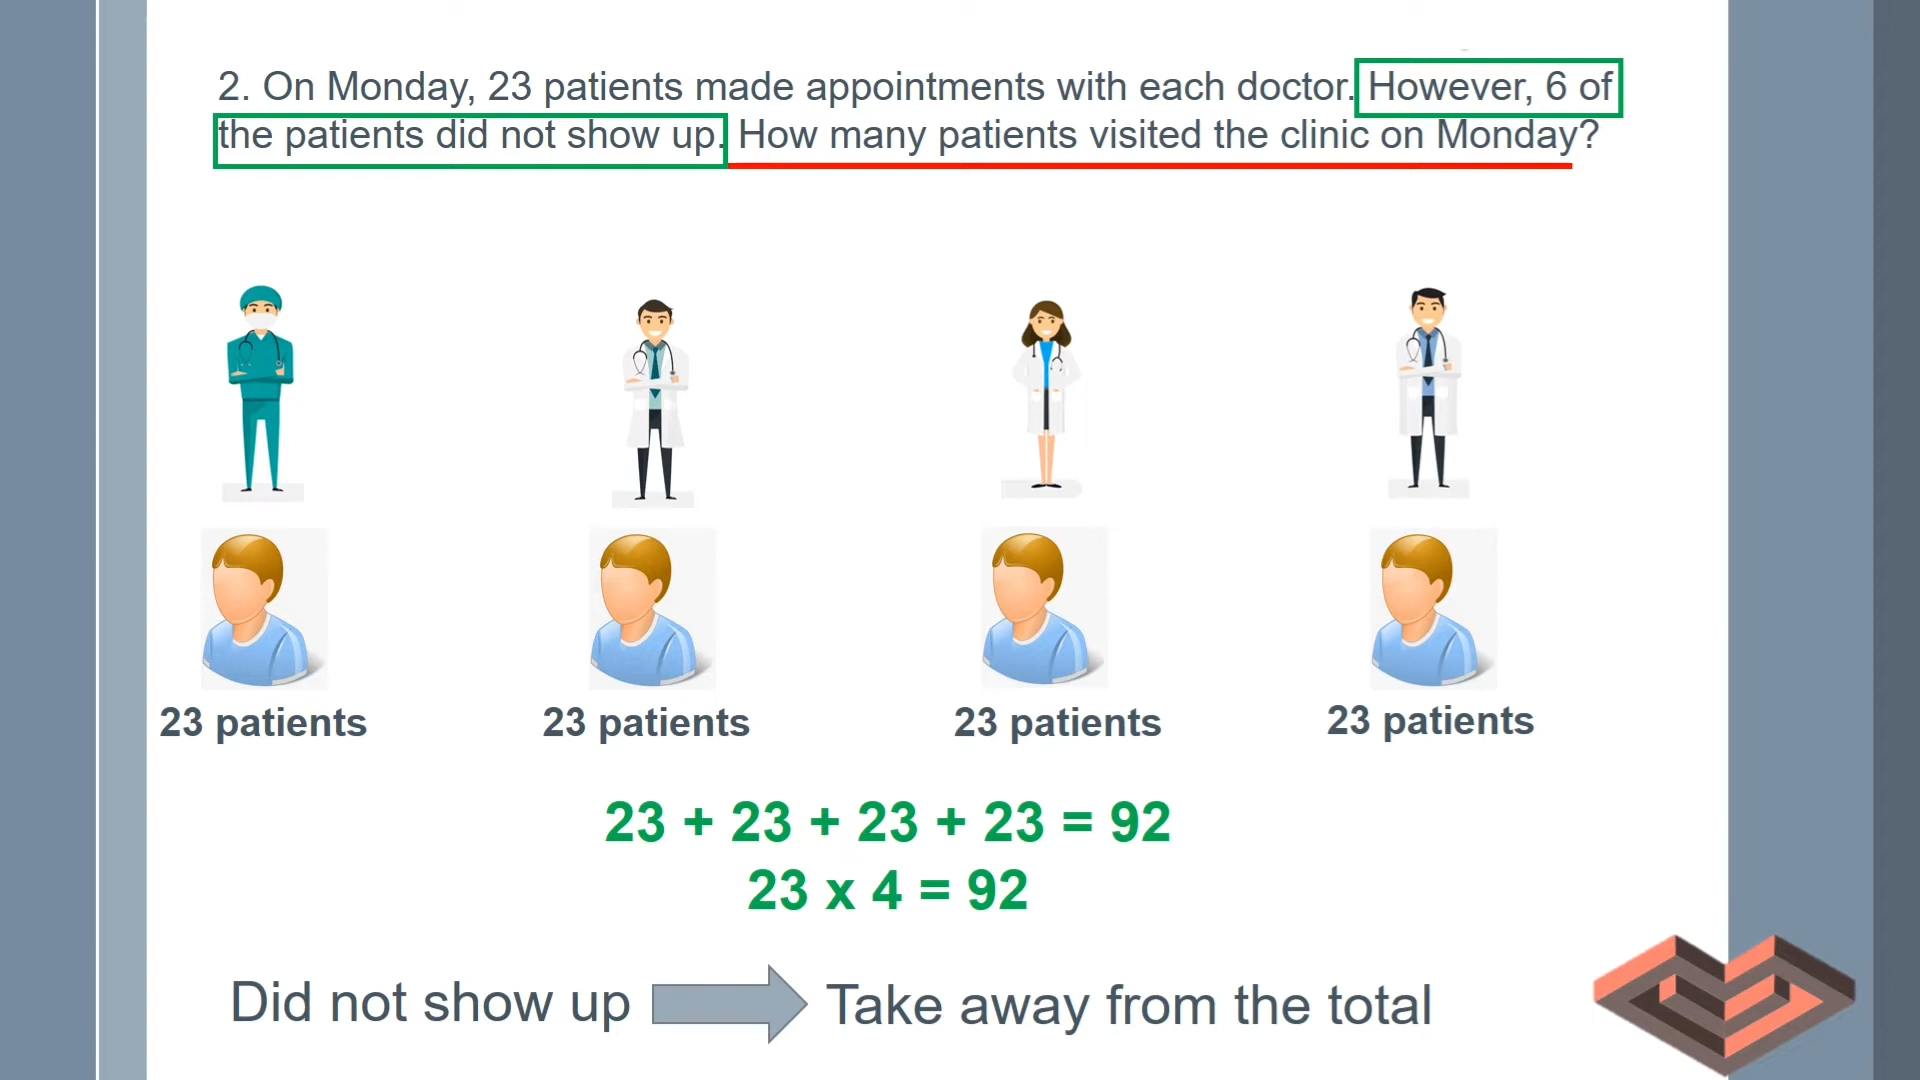 2. On Monday, 23 patients made appointments with each doctor. However, 6 of
the patients did not show up. How many patients visited the clinic on Monday?
23 patients
23 patients
23 patients
23 patients
23 + 23 + 23 + 23 = 92
23 x 4 = 92
Did not show up
Take away from the total